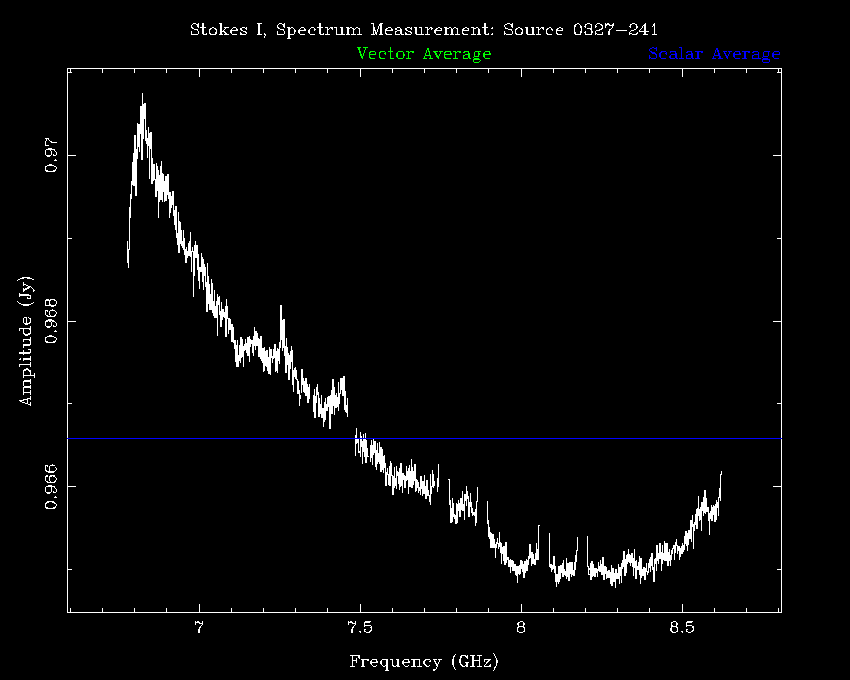 Stokes I, Spectrum Measurement: Source 0327−241
Vector Average
Scalar Average
0.97
0.968
0.966
Amplitude (Jy)
7
7.5
8
8.5
Frequency (GHz)